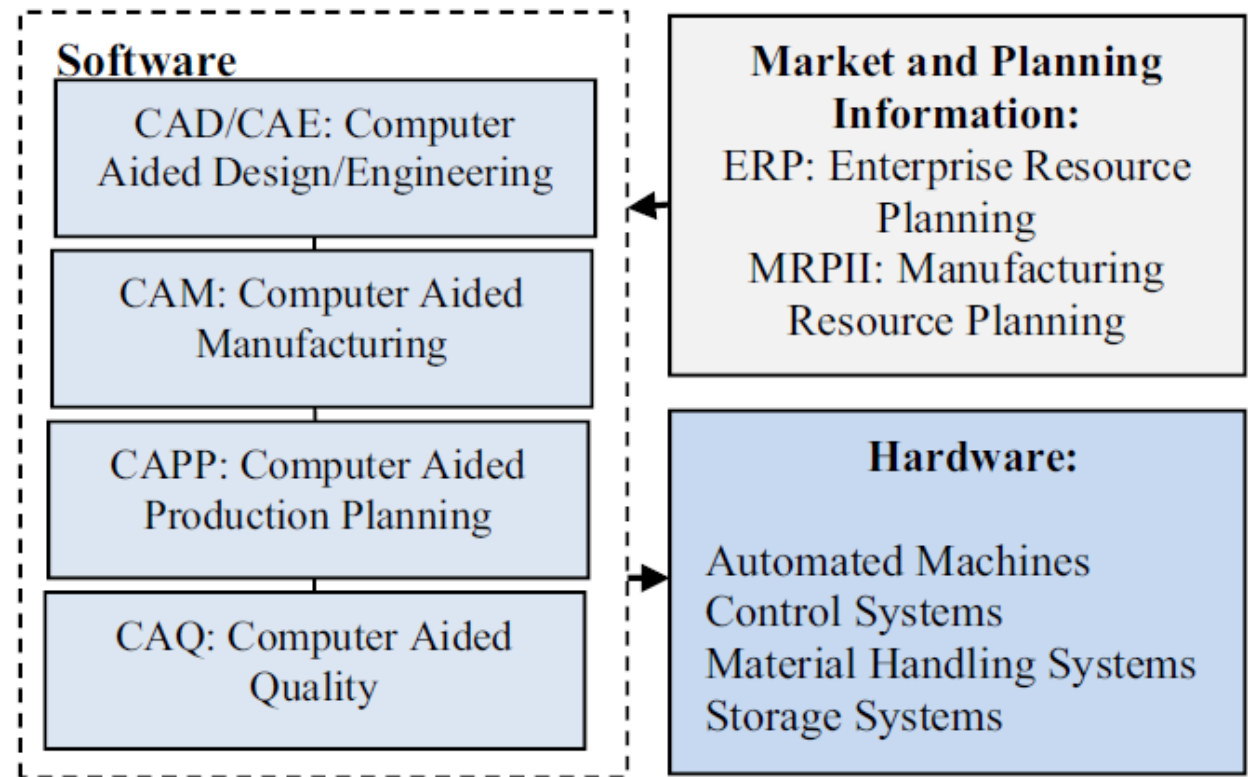 Software
CAD/CAE: Computer
Aided Design/Engineering
CAM: Computer Aided
Manufacturing
CAPP: Computer Aided
Production Planning
CAQ: Computer Aided
Quality
Market and Planning
Information:
ERP: Enterprise Resource
Planning
MRPII: Manufacturing
Resource Planning
Hardware:
Automated Machines
Control Systems
Material Handling Systems
Storage Systems